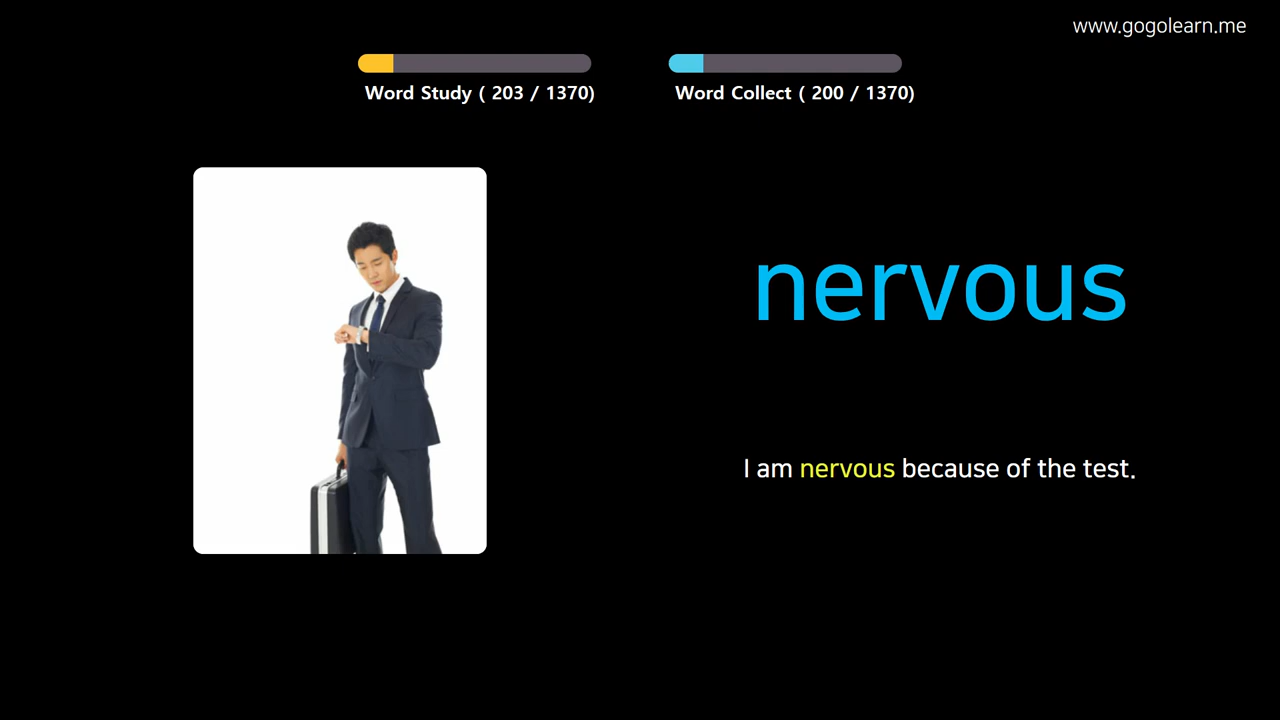 www.gogolearn.me
Word Study ( 203 / 1370)
Word Collect ( 200 / 1370)
nervous
I am nervous because of the test.